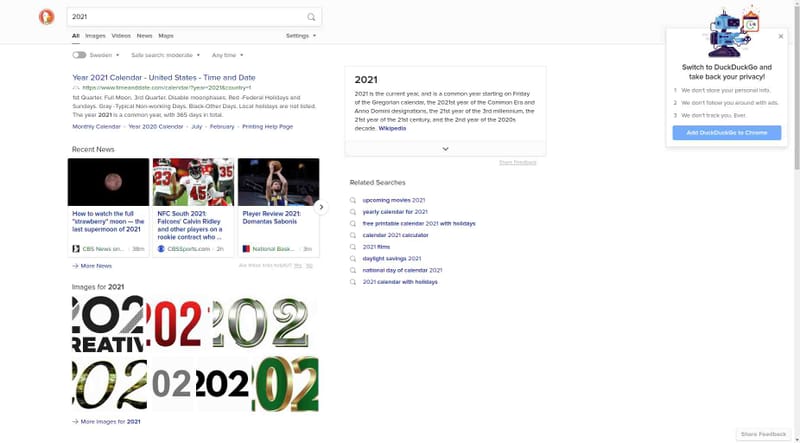 2021
All Images Videos News Maps Settings
Sweden Safe search: moderate Any time
Year 2021 Calendar - United States - Time and Date
https://www.timeanddate.com/calendar/?year=2021&country=1
1st Quarter. Full Moon. 3rd Quarter. Disable moonphases. Red -Federal Holidays and
Sundays. Gray -Typical Non-working Days. Black-Other Days. Local holidays are not listed.
The year 2021 is a common year, with 365 days in total.
Monthly Calendar · Year 2020 Calendar · July · February · Printing Help Page
Recent News
How to watch the full
"strawberry" moon — the
last supermoon of 2021
CBS News on... · 38m
NFC South 2021:
Falcons' Calvin Ridley
and other players on a
rookie contract who ...
CBSSports.com · 2h
Player Review 2021:
Domantas Sabonis
National Bask... · 3m
More News
Are these links helpful? Yes No
Images for 2021
202
CREATIV
202
202
202
202
202
202
More Images for 2021
2021
2021 is the current year, and is a common year starting on Friday
of the Gregorian calendar, the 2021st year of the Common Era and
Anno Domini designations, the 21st year of the 3rd millennium, the
21st year of the 21st century, and the 2nd year of the 2020s
decade. Wikipedia
Share Feedback
Related Searches
upcoming movies 2021
yearly calendar for 2021
free printable calendar 2021 with holidays
calendar 2021 calculator
2021 films
daylight savings 2021
national day of calendar 2021
2021 calendar with holidays
Switch to DuckDuckGo and
take back your privacy!
1 We don't store your personal info.
2 We don't follow you around with ads.
3 We don't track you. Ever.
Add DuckDuckGo to Chrome
Share Feedback